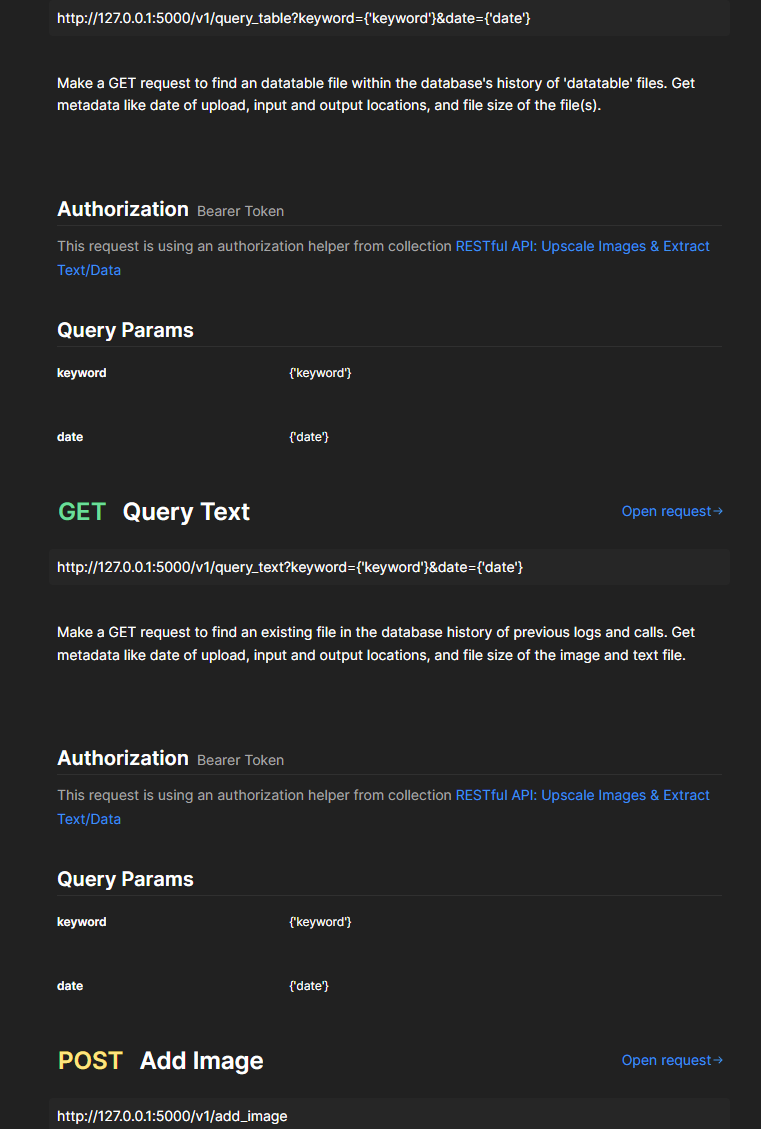 http://127.0.0.1:5000/v1/query_table?keyword={'keyword'}&date={'date'}
Make a GET request to find an datatable file within the database's history of 'datatable' files. Get
metadata like date of upload, input and output locations, and file size of the file(s).
Authorization Bearer Token
This request is using an authorization helper from collection RESTful API: Upscale Images & Extract
Text/Data
Query Params
keyword {'keyword'}
date {'date'}
GET Query Text Open request→
http://127.0.0.1:5000/v1/query_text?keyword={'keyword'}&date={'date'}
Make a GET request to find an existing file in the database history of previous logs and calls. Get
metadata like date of upload, input and output locations, and file size of the image and text file.
Authorization Bearer Token
This request is using an authorization helper from collection RESTful API: Upscale Images & Extract
Text/Data
Query Params
keyword {'keyword'}
date {'date'}
POST Add Image Open request→
http://127.0.0.1:5000/v1/add_image